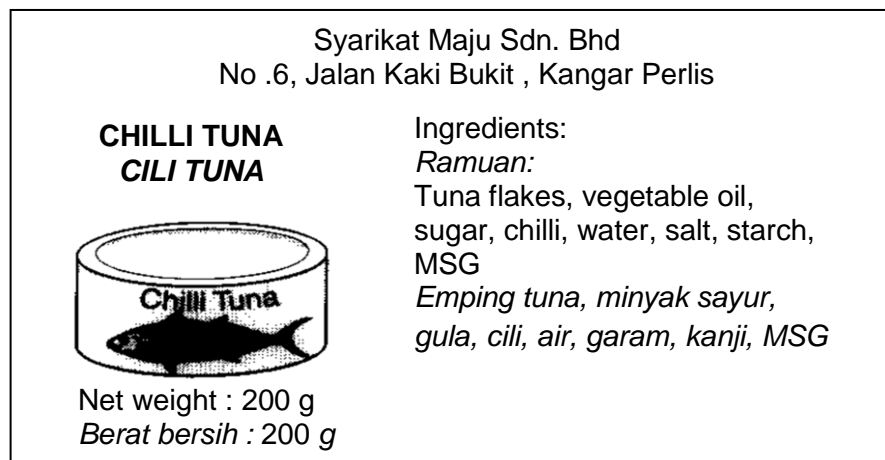 Syarikat Maju Sdn. Bhd
No .6, Jalan Kaki Bukit , Kangar Perlis
CHILLI TUNA
CILI TUNA
Chilli Tuna
Net weight : 200 g
Berat bersih : 200 g
Ingredients:
Ramuan:
Tuna flakes, vegetable oil,
sugar, chilli, water, salt, starch,
MSG
Emping tuna, minyak sayur,
gula, cili, air, garam, kanji, MSG